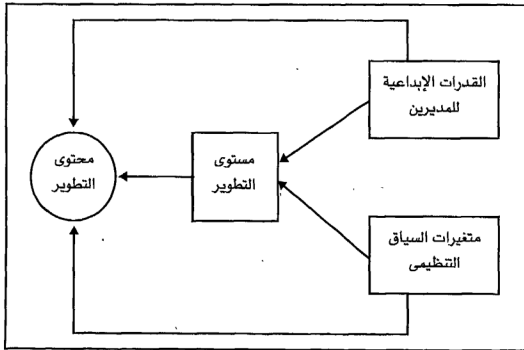 القدرات الإبداعية
للمديرين
مستوى
التطوير
محتوى
التطوير
متغيرات السياق
التنظيمى